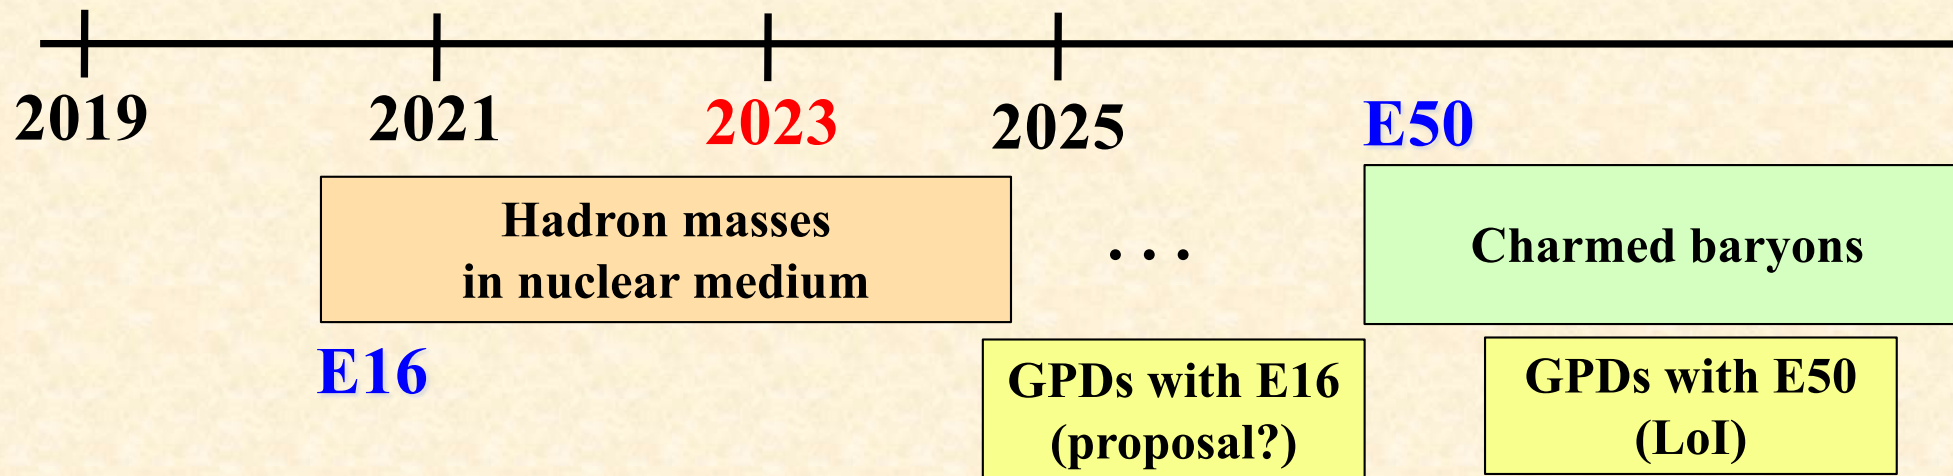 2019
2021
2023
2025
E50
Hadron masses
in nuclear medium
. . .
Charmed baryons
E16
GPDs with E16
(proposal?)
GPDs with E50
(LoI)